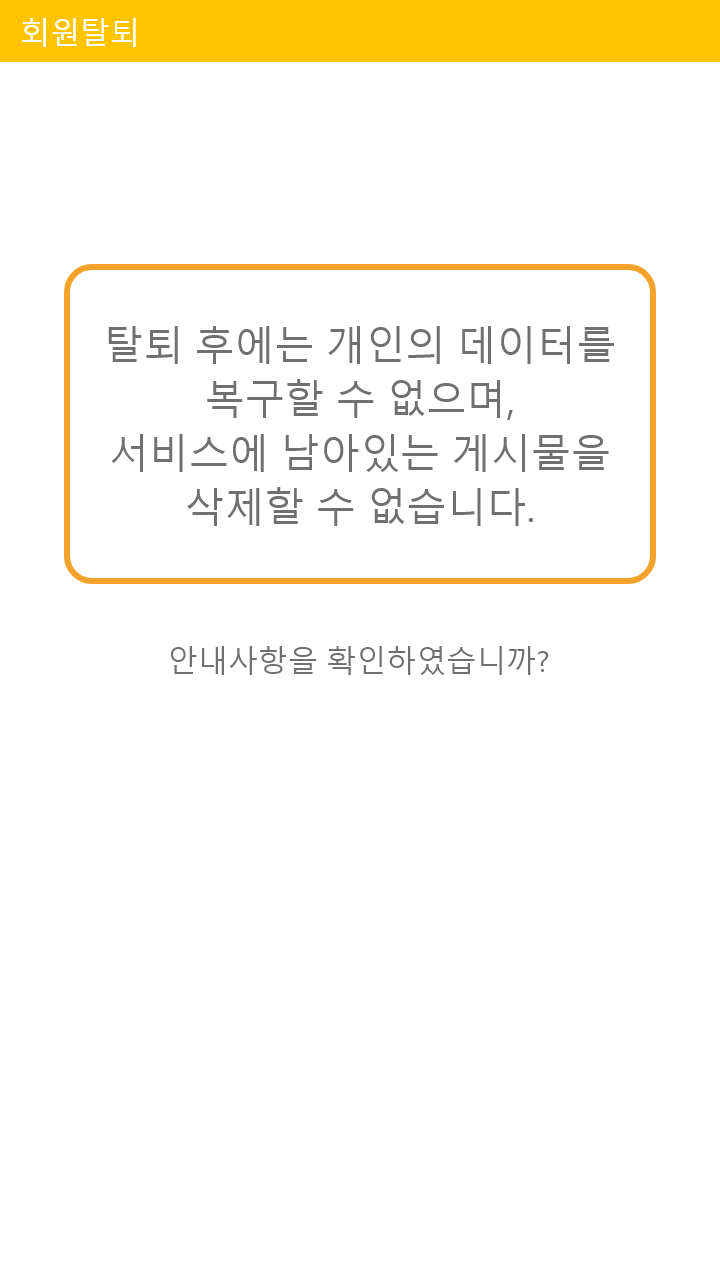 회원탈퇴
탈퇴 후에는 개인의 데이터를
복구할 수 없으며,
서비스에 남아있는 게시물을
삭제할 수 없습니다.
안내사항을 확인하였습니까?